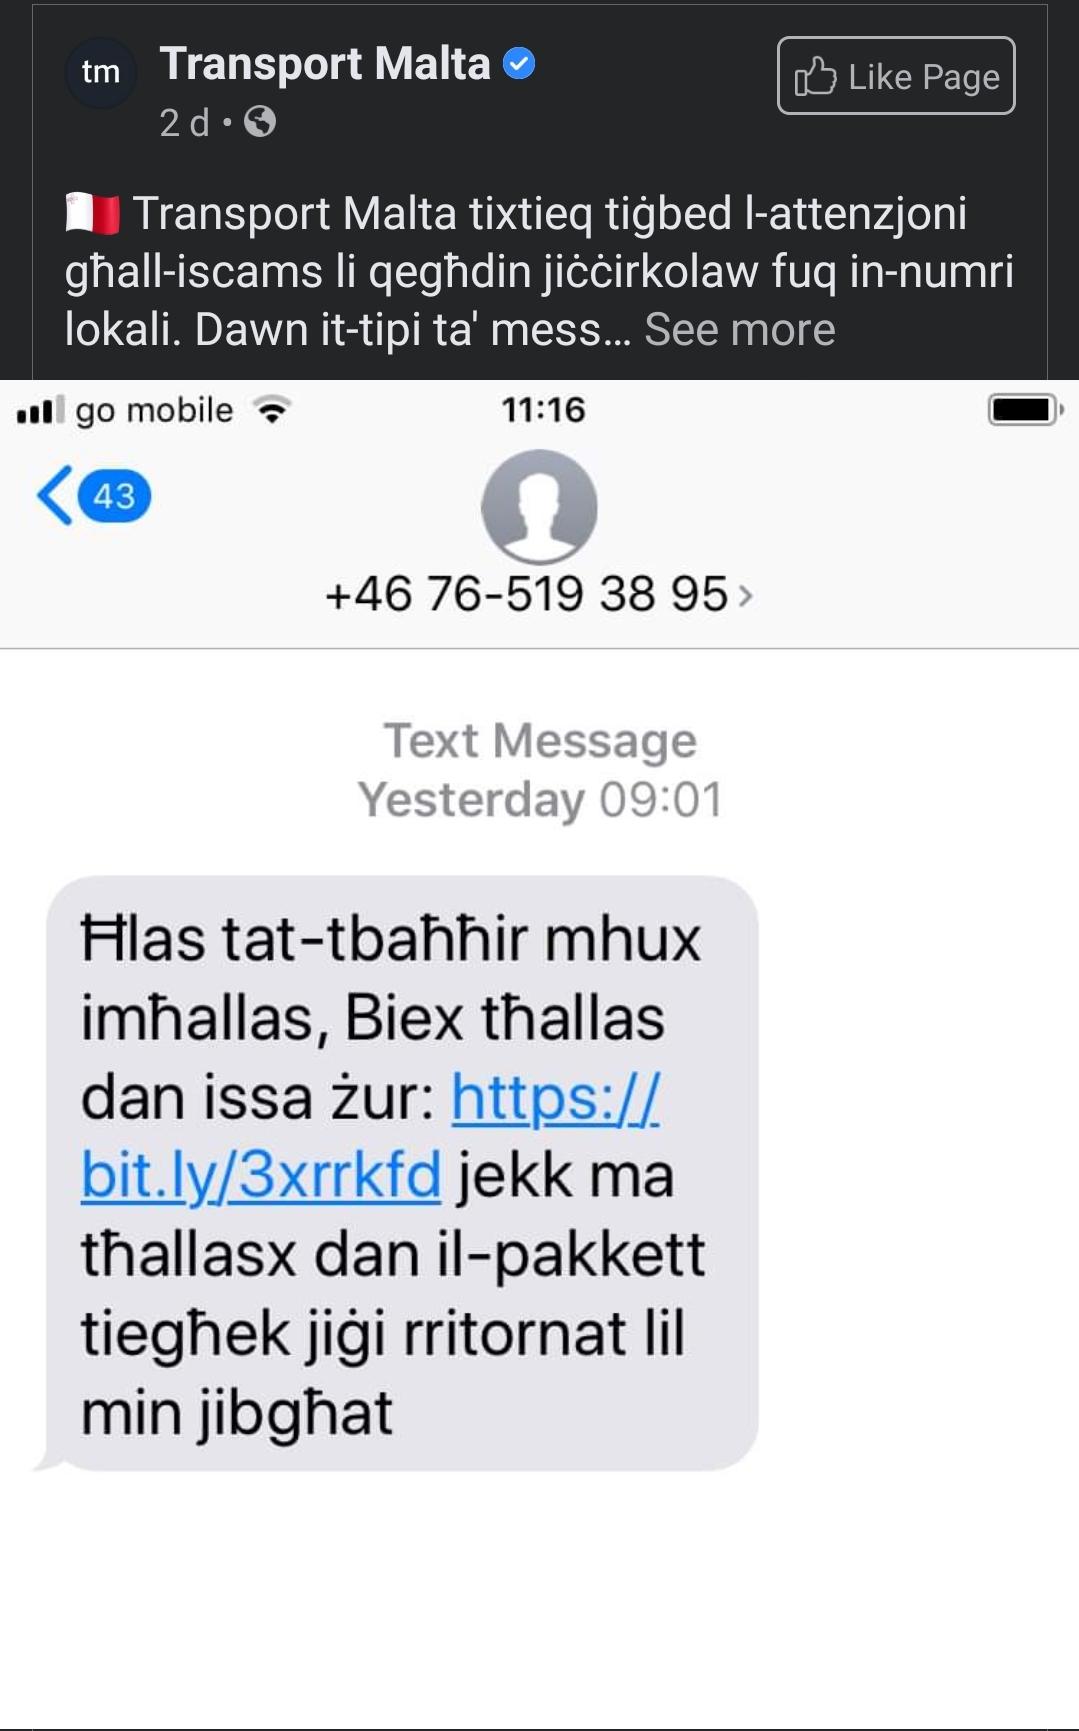 tm
Transport Malta
Like Page
2 d •
Transport Malta tixtieq tiġbed l-attenzjoni
għall-iscams li qegħdin jiċċirkolaw fuq in-numri
lokali. Dawn it-tipi ta' mess... See more
go mobile
11:16
43
+46 76-519 38 95
Text Message
Yesterday 09:01
Ħlas tat-tbaħħir mhux
imħallas, Biex tħallas
dan issa żur: https://
bit.ly/3xrrkfd jekk ma
tħallasx dan il-pakkett
tiegħek jiġi rritornat lil
min jibgħat